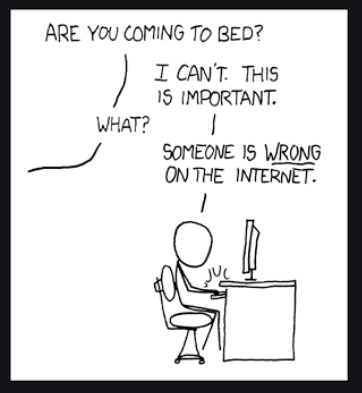 ARE YOU COMING TO BED?
I CAN'T. THIS
IS IMPORTANT.
WHAT?
SOMEONE IS WRONG
ON THE INTERNET.